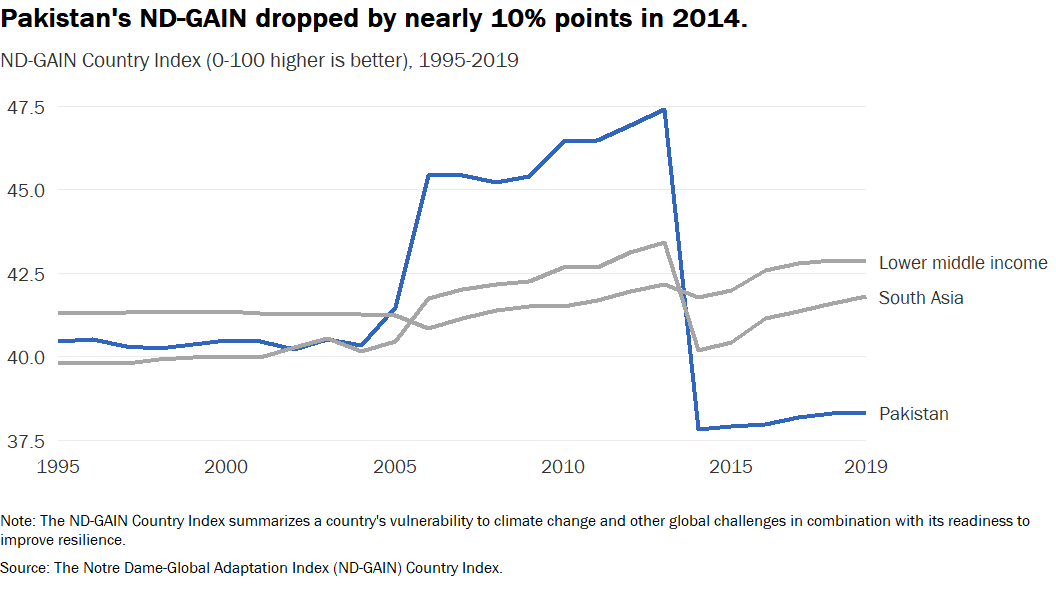 Pakistan's ND-GAIN dropped by nearly 10% points in 2014.
ND-GAIN Country Index (0-100 higher is better), 1995-2019
47.5
45.0
42.5
40.0
37.5
Lower middle income
South Asia
Pakistan
1995 2000 2005 2010 2015 2019
Note: The ND-GAIN Country Index summarizes a country's vulnerability to climate change and other global challenges in combination with its readiness to
improve resilience.
Source: The Notre Dame-Global Adaptation Index (ND-GAIN) Country Index.